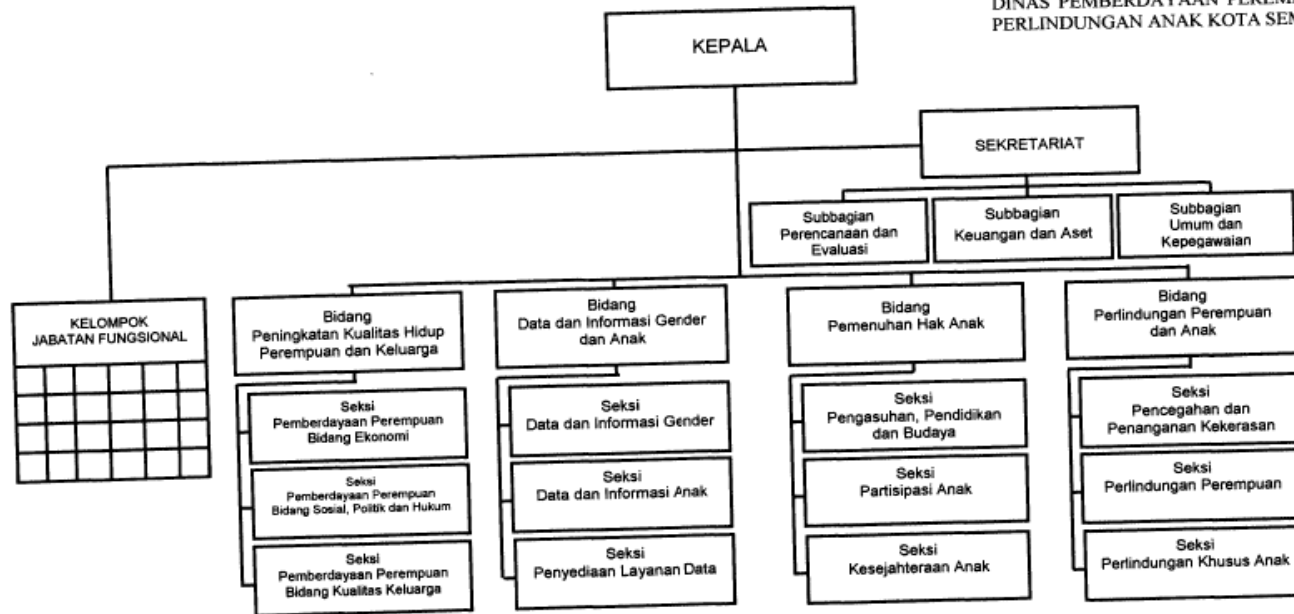 DINAS PEMBERDAYAAN
PERLINDUNGAN ANAK KOTA
KEPALA
SEKRETARIAT
Subbagian
Perencanaan dan
Evaluasi
Subbagian
Keuangan dan Aset
Subbagian
Umum dan
Kepegawaian
KELOMPOK
JABATAN FUNGSIONAL
Bidang
Peningkatan Kualitas Hidup
Perempuan dan Keluarga
Bidang
Data dan Informasi Gender
dan Anak
Bidang
Pemenuhan Hak Anak
Bidang
Perlindungan Perempuan
dan Anak
Seksi
Pemberdayaan Perempuan
Bidang Ekonomi
Seksi
Data dan Informasi Gender
Seksi
Pengasuhan, Pendidikan
dan Budaya
Seksi
Pencegahan dan
Penanganan Kekerasan
Seksi
Pemberdayaan Perempuan
Bidang Sosial, Politik dan Hukum
Seksi
Data dan Informasi Anak
Seksi
Partisipasi Anak
Seksi
Perlindungan Perempuan
Seksi
Pemberdayaan Perempuan
Bidang Kualitas Keluarga
Seksi
Penyediaan Layanan Data
Seksi
Kesejahteraan Anak
Seksi
Perlindungan Khusus Anak